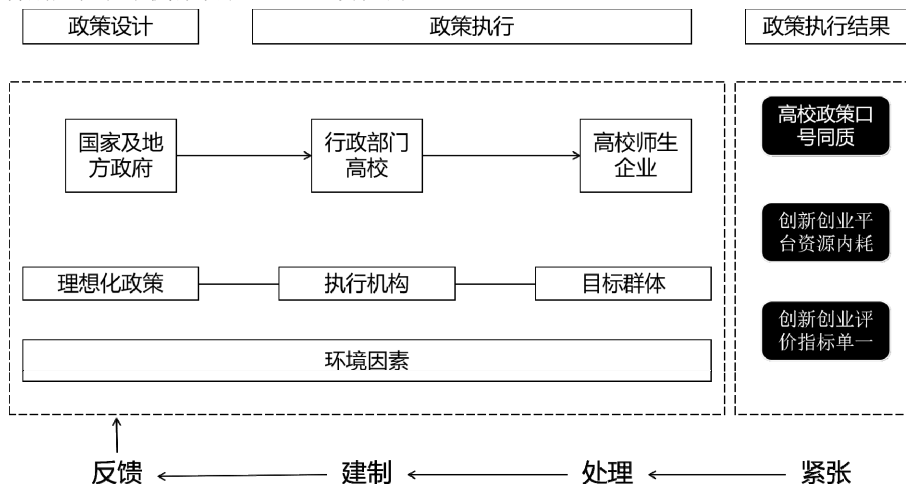 政策设计
政策执行
政策执行结果
国家及地
方政府
行政部门
高校
高校师生
企业
高校政策口
号同质
创新创业平
台资源内耗
理想化政策
执行机构
目标群体
创新创业评
价指标单一
环境因素
反馈
建制
处理
紧张